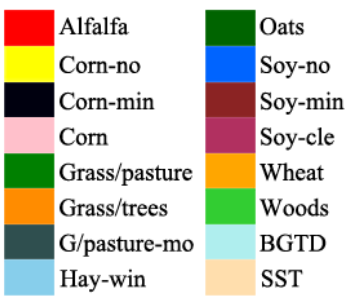 Alfalfa
Oats
Corn-no
Soy-no
Corn-min
Soy-min
Corn
Soy-cle
Grass/pasture
Wheat
Grass/trees
Woods
G/pasture-mo
BGTD
Hay-win
SST